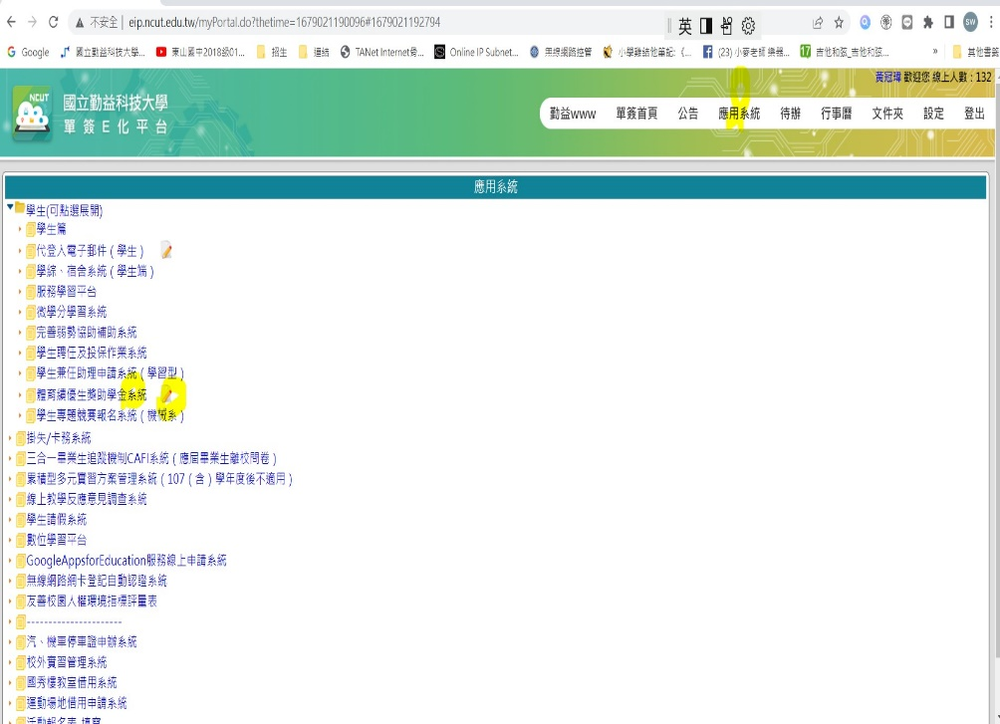 不安全 | eip.ncut.edu.tw/myPortal.do?thetime=1679021190096#1679021192794
英
SW
Google 國立勤益科技大學... 東山國中2018級01... 招生 連結 TANet Internet骨... Online IP Subnet... 無線網路控管 小學雞結他筆記:《... (23) 小麥老師 樂器... 吉他和弦_吉他和弦... » 其他書籤
黃冠瑋 歡迎您 線上人數:132
NCUT
國立勤益科技大學
單簽E化平台
勤益www 單簽首頁 公告 應用系統 待辦 行事曆 文件夾 設定 登出
應用系統
學生(可點選展開)
學生篇
代登入電子郵件(學生)
學綜、宿舍系統(學生端)
服務學習平台
微學分學習系統
完善弱勢協助補助系統
學生聘任及投保作業系統
學生兼任助理申請系統(學習型)
體育績優生獎助學金系統
學生專題競賽報名系統(機械系)
掛失/卡務系統
三合一畢業生追蹤機制CAFI系統(應屆畢業生離校問卷)
累積型多元實習方案管理系統(107(含)學年度後不適用)
線上教學反應意見調查系統
學生請假系統
數位學習平台
GoogleAppsforEducation服務線上申請系統
無線網路網卡登記自動認證系統
友善校園人權環境指標評量表
----------------------
汽、機車停車證申辦系統
校外實習管理系統
國秀樓教室借用系統
運動場地借用申請系統